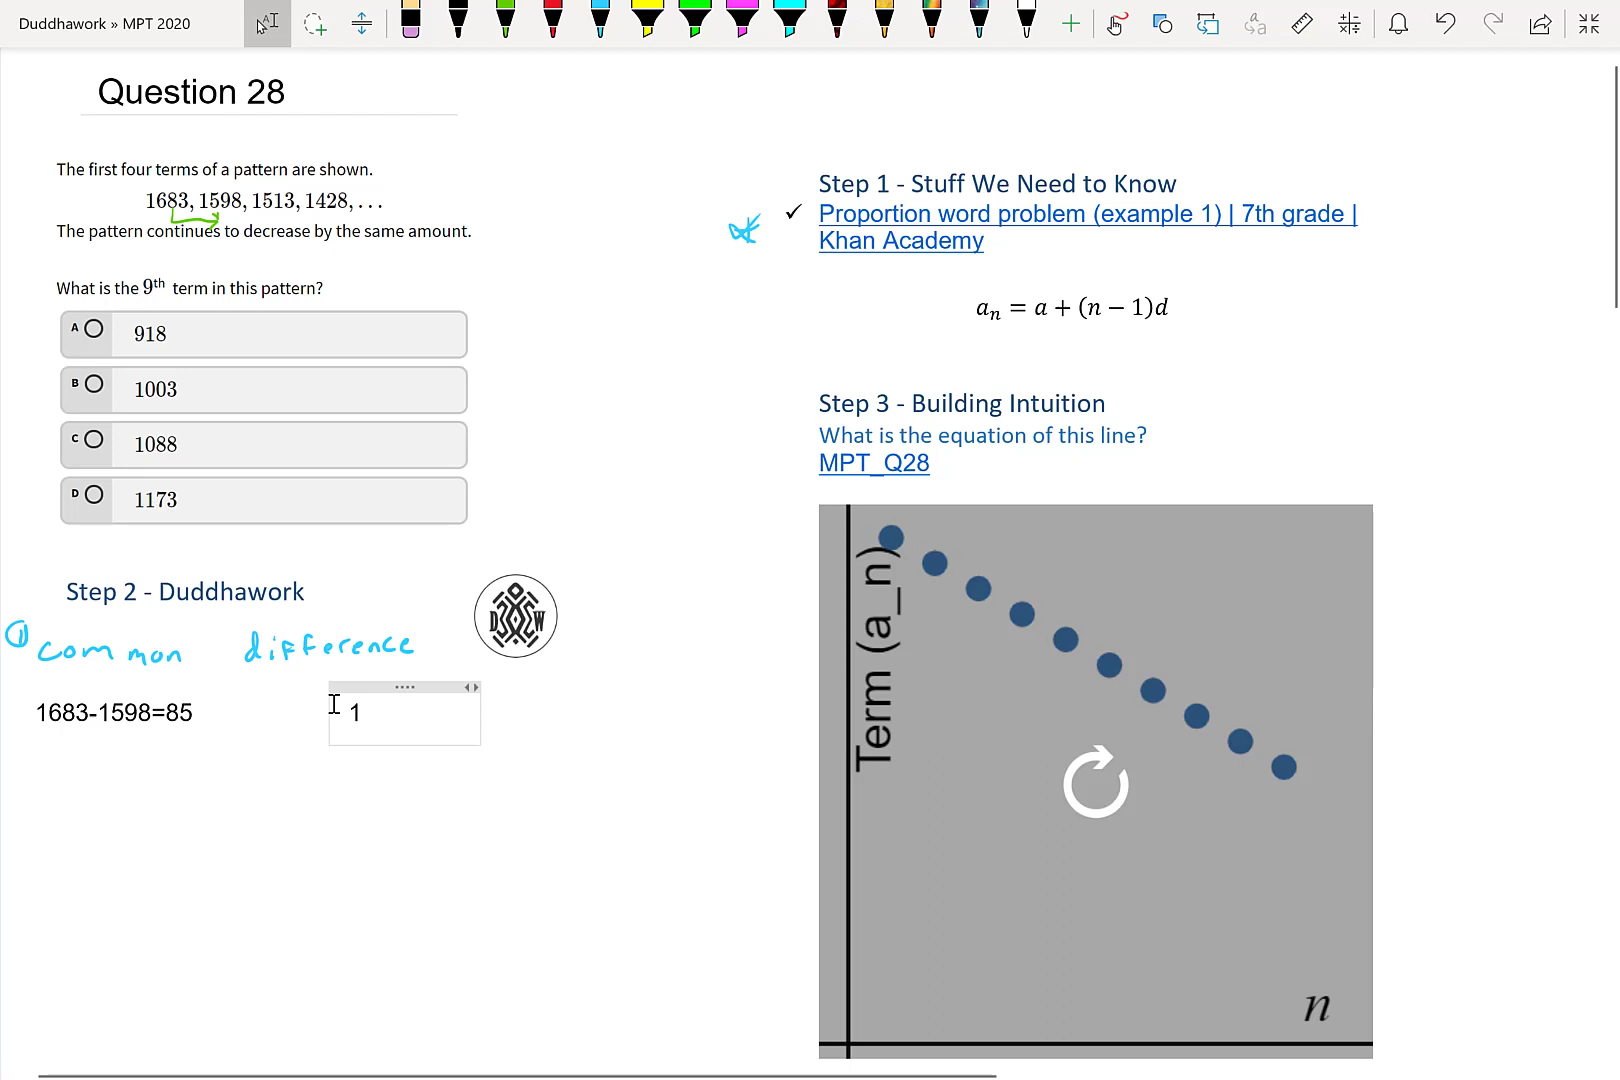 Duddhawork » MPT 2020
Question 28
The first four terms of a pattern are shown.
1683, 1598, 1513, 1428, . . .
The pattern continues to decrease by the same amount.
What is the 9th term in this pattern?
A 918
B 1003
C 1088
D 1173
Step 2 - Duddhawork
D W
① common difference
1683-1598=85
1
Step 1 - Stuff We Need to Know
✓ Proportion word problem (example 1) | 7th grade |
Khan Academy
aₙ = a + (n − 1)d
Step 3 - Building Intuition
What is the equation of this line?
MPT_Q28
Term (a_n)
n